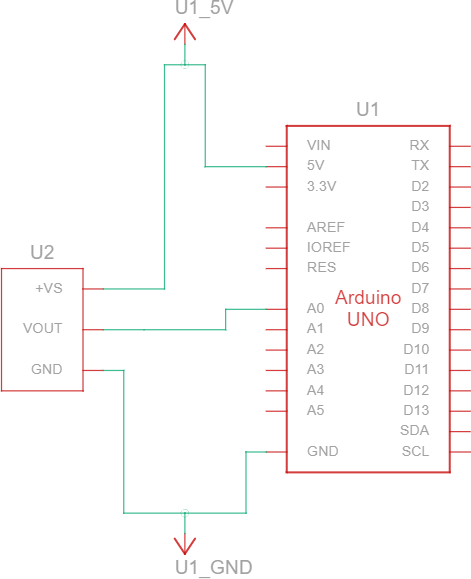 U1_5V
U1
VIN RX
5V TX
3.3V D2
D3
AREF D4
IOREF D5
RES D6
U2
+VS D7
Arduino
A0 D8
UNO
VOUT A1 D9
A2 D10
GND A3 D11
A4 D12
A5 D13
SDA
GND SCL
U1_GND